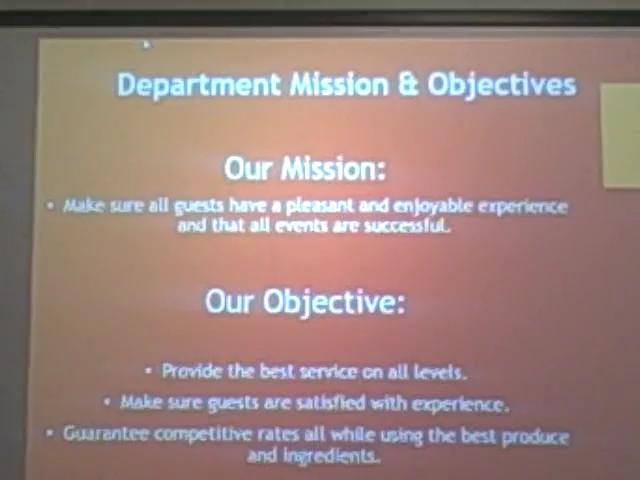 Department Mission & Objectives
Our Mission:
• Make sure all guests have a pleasant and enjoyable experience
and that all events are successful.
Our Objective:
• Provide the best service on all levels.
• Make sure guests are satisfied with experience.
• Guarantee competitive rates all while using the best produce
and ingredients.